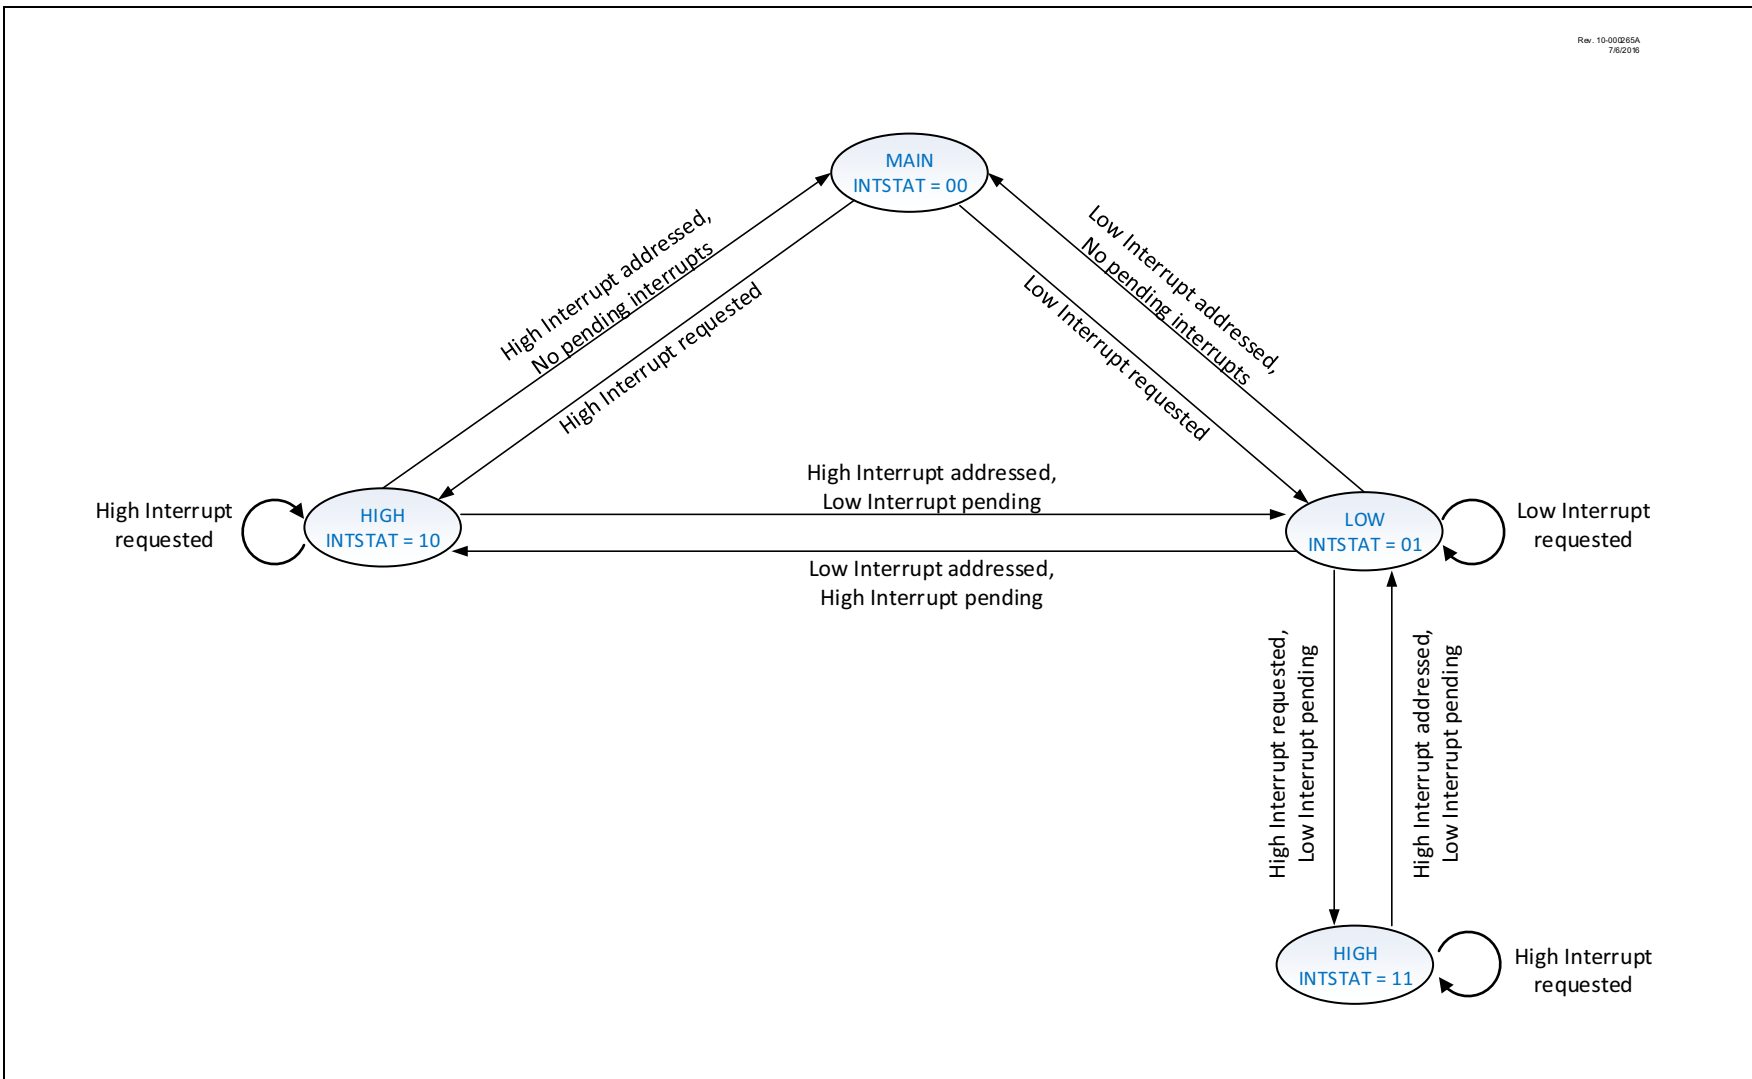 Rev. 10-000265A
7/6/2016
MAIN
INTSTAT = 00
High Interrupt addressed,
No pending interrupts
High Interrupt requested
Low Interrupt addressed,
No pending interrupts
Low Interrupt requested
High Interrupt addressed,
Low Interrupt pending
High Interrupt
requested
HIGH
INTSTAT = 10
LOW
INTSTAT = 01
Low Interrupt
requested
Low Interrupt addressed,
High Interrupt pending
High Interrupt requested,
Low Interrupt pending
High Interrupt addressed,
Low Interrupt pending
HIGH
INTSTAT = 11
High Interrupt
requested